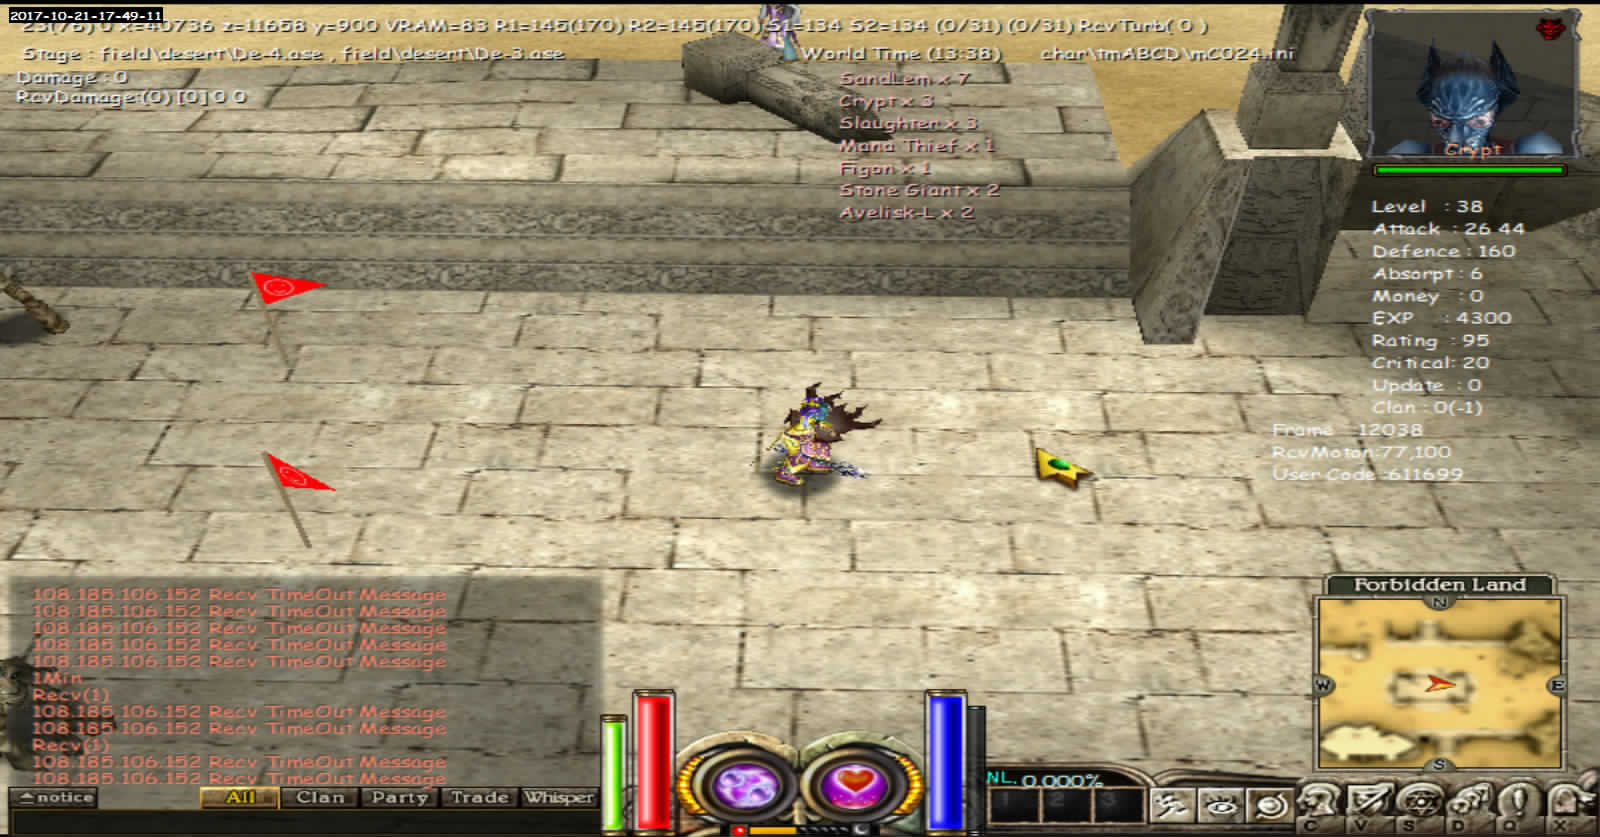 2017-10-21-17-49-11
23(76) 0 x=40736 z=11658 y=900 VRAM=83 R1=145(170) R2=145(170) S1=134 S2=134 (0/31) (0/31) RcvTurb( 0 )
Stage : field\desert\De-4.ase , field\desert\De-3.ase
World Time (13:38)
char\tmABCD\mC024.ini
Damage : 0
RcvDamage:(0) [0] 0 0
SandLem x 7
Crypt x 3
Slaughter x 3
Mana Thief x 1
Figon x 1
Stone Giant x 2
Avelisk-L x 2
Crypt
Level : 38
Attack : 26 44
Defence : 160
Absorpt : 6
Money : 0
EXP : 4300
Rating : 95
Critical: 20
Update : 0
Clan : 0(-1)
Frame 12038
RcvMoton:77,100
User Code :611699
108.185.106.152 Recv TimeOut Message
108.185.106.152 Recv TimeOut Message
108.185.106.152 Recv TimeOut Message
108.185.106.152 Recv TimeOut Message
108.185.106.152 Recv TimeOut Message
1Min
Recv(1)
108.185.106.152 Recv TimeOut Message
108.185.106.152 Recv TimeOut Message
Recv(1)
108.185.106.152 Recv TimeOut Message
108.185.106.152 Recv TimeOut Message
notice All Clan Party Trade Whisper
Forbidden Land
N
W E
S
NL. 0.000%
1 2 3
C V S D Q X